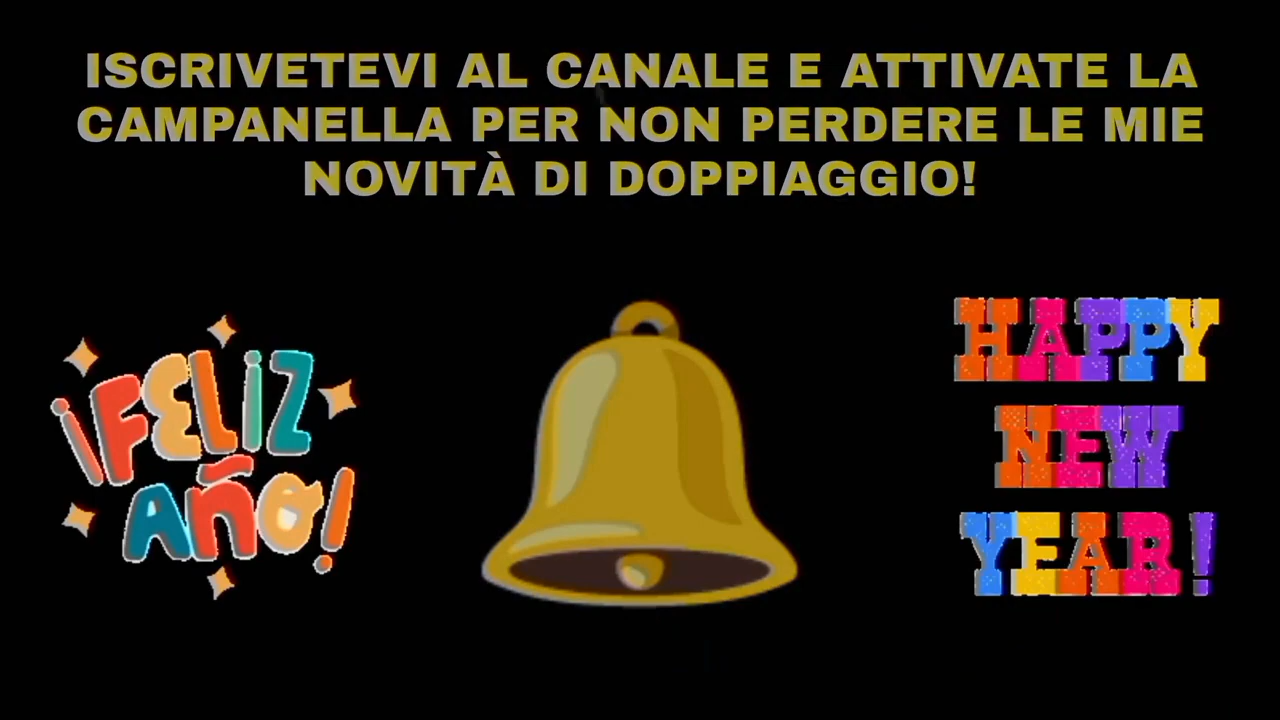 ISCRIVETEVI AL CANALE E ATTIVATE LA
CAMPANELLA PER NON PERDERE LE MIE
NOVITÀ DI DOPPIAGGIO!
¡FELIZ
AÑO!
HAPPY
NEW
YEAR!